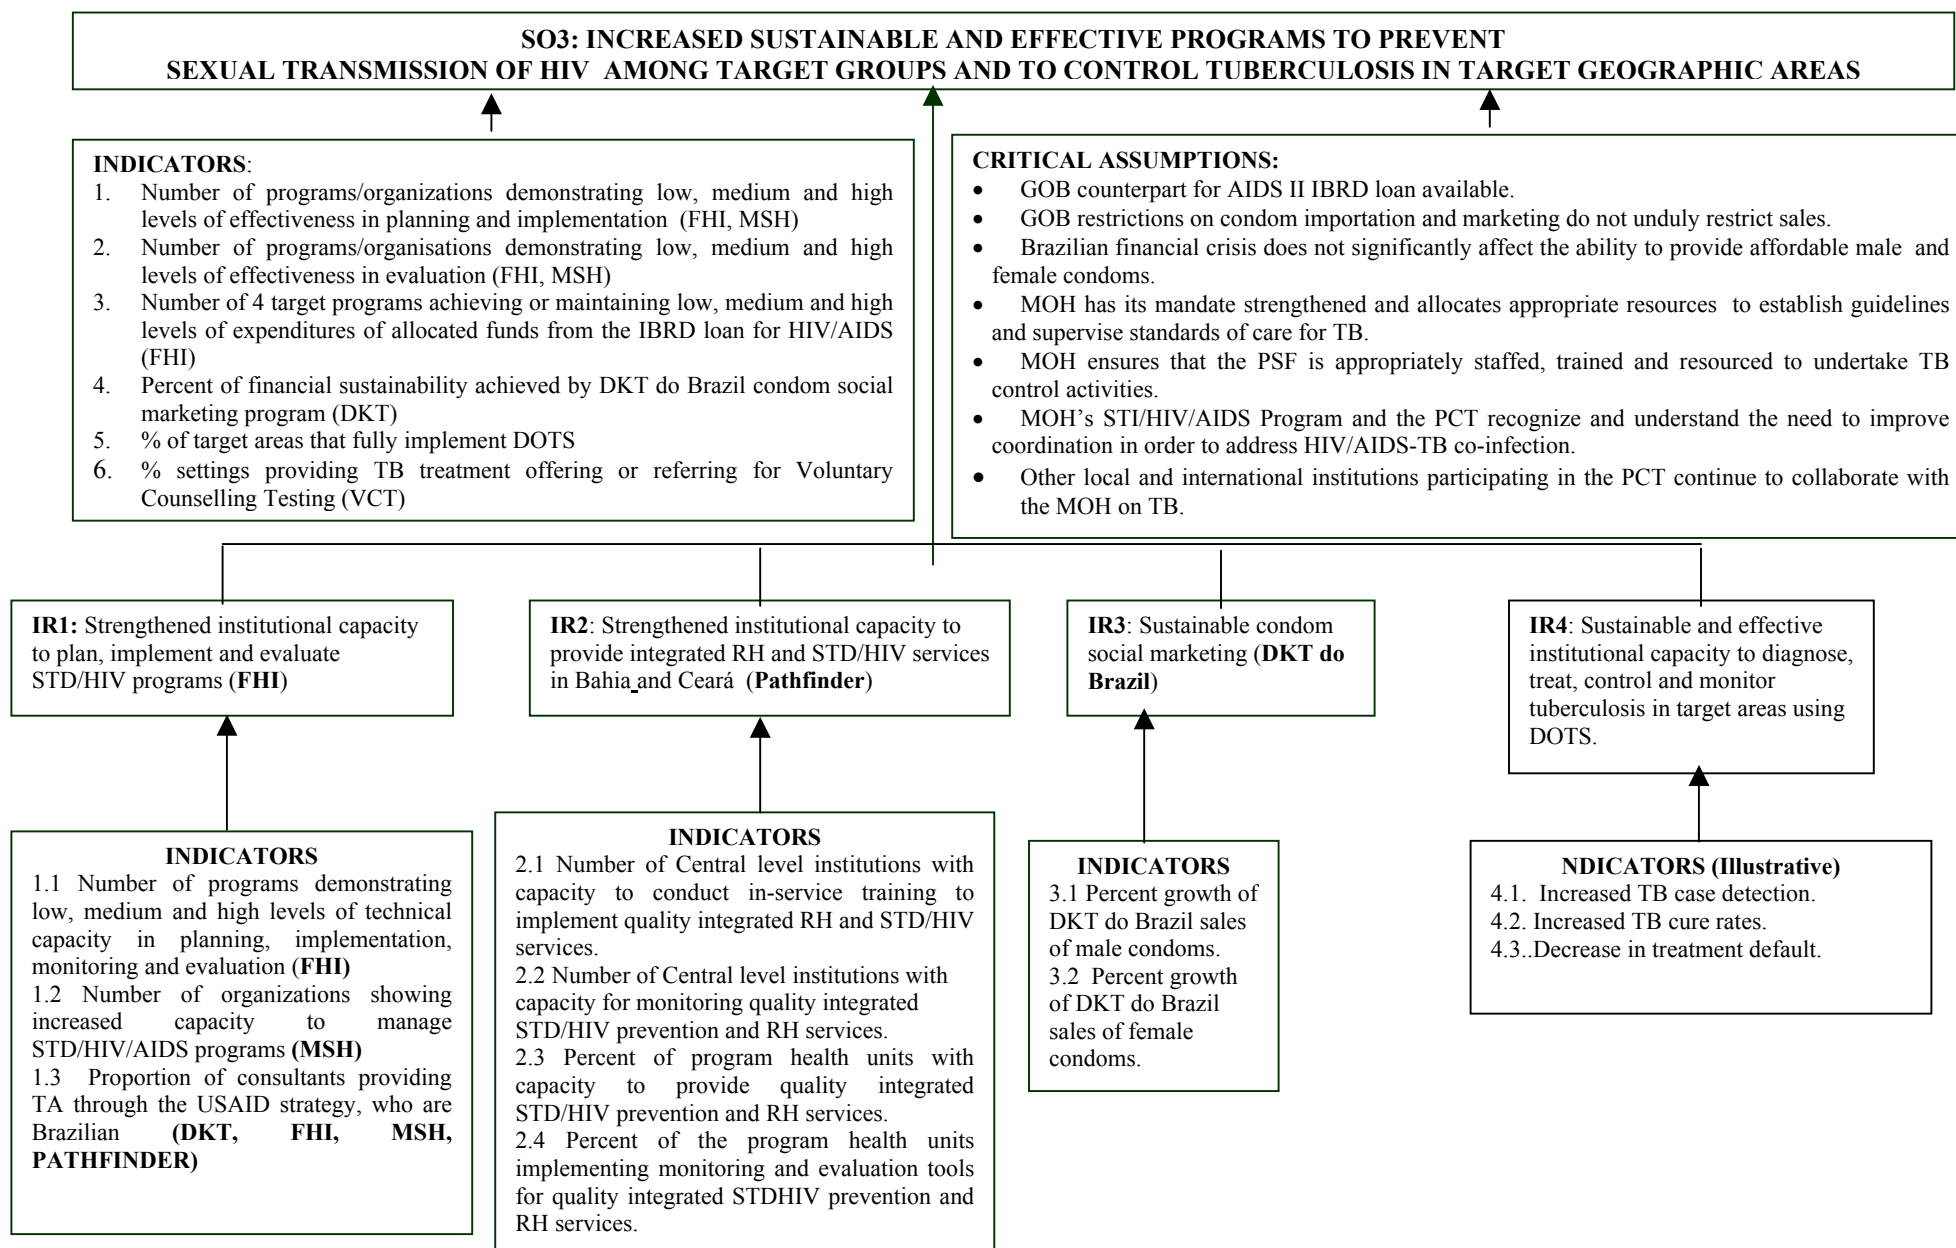 SO3: INCREASED SUSTAINABLE AND EFFECTIVE PROGRAMS TO PREVENT
SEXUAL TRANSMISSION OF HIV AMONG TARGET GROUPS AND TO CONTROL TUBERCULOSIS IN TARGET GEOGRAPHIC AREAS
INDICATORS:
1. Number of programs/organizations demonstrating low, medium and high
levels of effectiveness in planning and implementation (FHI, MSH)
2. Number of programs/organisations demonstrating low, medium and high
levels of effectiveness in evaluation (FHI, MSH)
3. Number of 4 target programs achieving or maintaining low, medium and high
levels of expenditures of allocated funds from the IBRD loan for HIV/AIDS
(FHI)
4. Percent of financial sustainability achieved by DKT do Brazil condom social
marketing program (DKT)
5. % of target areas that fully implement DOTS
6. % settings providing TB treatment offering or referring for Voluntary
Counselling Testing (VCT)
CRITICAL ASSUMPTIONS:
• GOB counterpart for AIDS II IBRD loan available.
• GOB restrictions on condom importation and marketing do not unduly restrict sales.
• Brazilian financial crisis does not significantly affect the ability to provide affordable male and
female condoms.
• MOH has its mandate strengthened and allocates appropriate resources to establish guidelines
and supervise standards of care for TB.
• MOH ensures that the PSF is appropriately staffed, trained and resourced to undertake TB
control activities.
• MOH's STI/HIV/AIDS Program and the PCT recognize and understand the need to improve
coordination in order to address HIV/AIDS-TB co-infection.
• Other local and international institutions participating in the PCT continue to collaborate with
the MOH on TB.
IR1: Strengthened institutional capacity
to plan, implement and evaluate
STD/HIV programs (FHI)
IR2: Strengthened institutional capacity to
provide integrated RH and STD/HIV services
in Bahia and Ceará (Pathfinder)
IR3: Sustainable condom
social marketing (DKT do
Brazil)
IR4: Sustainable and effective
institutional capacity to diagnose,
treat, control and monitor
tuberculosis in target areas using
DOTS.
INDICATORS
1.1 Number of programs demonstrating
low, medium and high levels of technical
capacity in planning, implementation,
monitoring and evaluation (FHI)
1.2 Number of organizations showing
increased capacity to manage
STD/HIV/AIDS programs (MSH)
1.3 Proportion of consultants providing
TA through the USAID strategy, who are
Brazilian (DKT, FHI, MSH,
PATHFINDER)
INDICATORS
2.1 Number of Central level institutions with
capacity to conduct in-service training to
implement quality integrated RH and STD/HIV
services.
2.2 Number of Central level institutions with
capacity for monitoring quality integrated
STD/HIV prevention and RH services.
2.3 Percent of program health units with
capacity to provide quality integrated
STD/HIV prevention and RH services.
2.4 Percent of the program health units
implementing monitoring and evaluation tools
for quality integrated STDHIV prevention and
RH services.
INDICATORS
3.1 Percent growth of
DKT do Brazil sales
of male condoms.
3.2 Percent growth
of DKT do Brazil
sales of female
condoms.
NDICATORS (Illustrative)
4.1. Increased TB case detection.
4.2. Increased TB cure rates.
4.3..Decrease in treatment default.